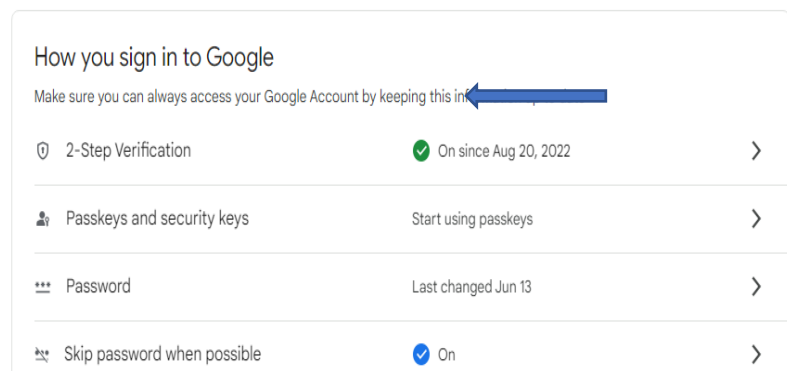 How you sign in to Google
Make sure you can always access your Google Account by keeping this
2-Step Verification On since Aug 20, 2022
Passkeys and security keys Start using passkeys
Password Last changed Jun 13
Skip password when possible On